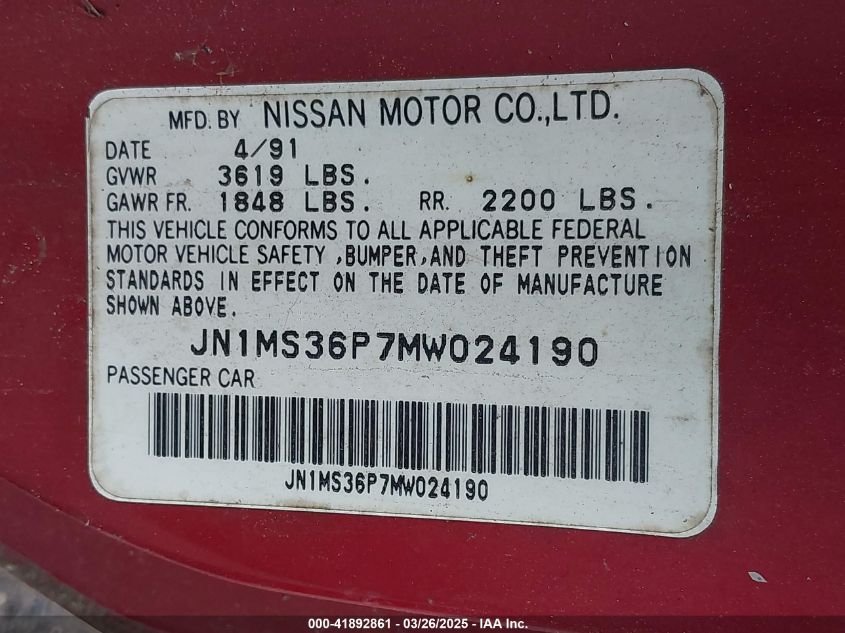 MFD. BY NISSAN MOTOR CO.,LTD.
DATE 4/91
GVWR 3619 LBS.
GAWR FR. 1848 LBS. RR. 2200 LBS.
THIS VEHICLE CONFORMS TO ALL APPLICABLE FEDERAL
MOTOR VEHICLE SAFETY ,BUMPER,AND THEFT PREVENTION
STANDARDS IN EFFECT ON THE DATE OF MANUFACTURE
SHOWN ABOVE.
JN1MS36P7MW024190
PASSENGER CAR
JN1MS36P7MW024190
000-41892861 / 03/26/2025 - IAA Inc.